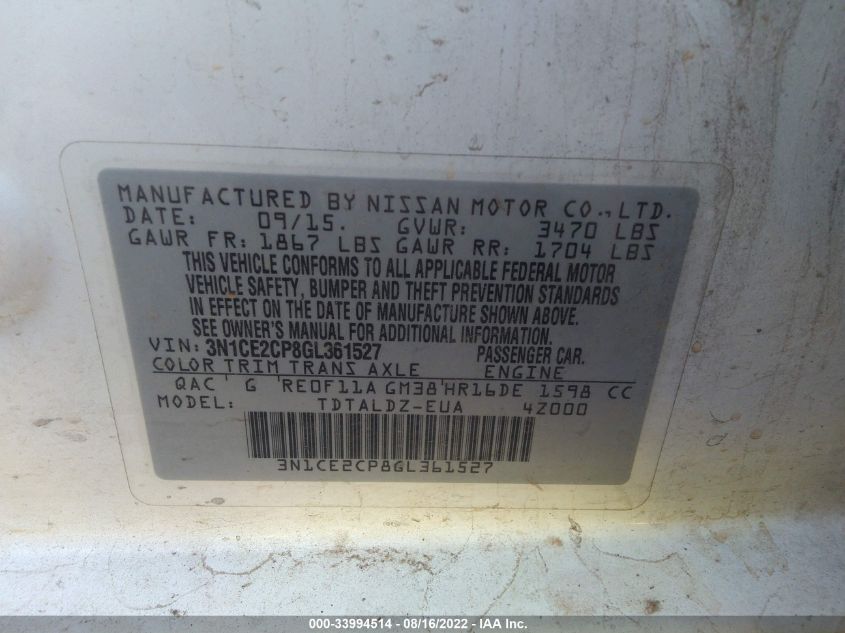 MANUFACTURED BY NISSAN MOTOR CO., LTD.
DATE: 09/15. GVWR: 3470 LBS
GAWR FR: 1867 LBS GAWR RR: 1704 LBS
THIS VEHICLE CONFORMS TO ALL APPLICABLE FEDERAL MOTOR
VEHICLE SAFETY, BUMPER AND THEFT PREVENTION STANDARDS
IN EFFECT ON THE DATE OF MANUFACTURE SHOWN ABOVE.
SEE OWNER'S MANUAL FOR ADDITIONAL INFORMATION.
VIN: 3N1CE2CP8GL361527 PASSENGER CAR.
COLOR TRIM TRANS AXLE ENGINE
QAC G RE0F11A GM38 HR16DE 1598 CC
MODEL: TDTALDZ-EUA 4Z000
3N1CE2CP8GL361527
000-33994514 - 08/16/2022 - © IAA Inc.